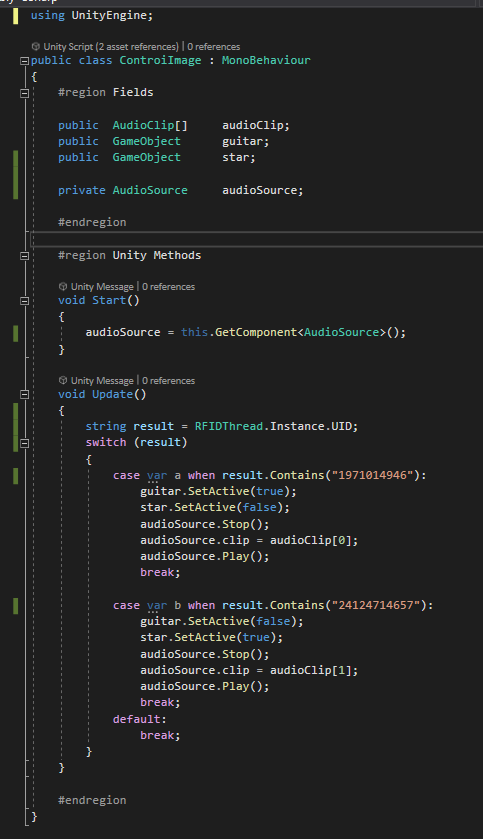 using UnityEngine;
Unity Script (2 asset references) | 0 references
public class ControiImage : MonoBehaviour
{
#region Fields
public AudioClip[] audioClip;
public GameObject guitar;
public GameObject star;
private AudioSource audioSource;
#endregion
#region Unity Methods
Unity Message | 0 references
void Start()
{
audioSource = this.GetComponent<AudioSource>();
}
Unity Message | 0 references
void Update()
{
string result = RFIDThread.Instance.UID;
switch (result)
{
case var a when result.Contains("1971014946"):
guitar.SetActive(true);
star.SetActive(false);
audioSource.Stop();
audioSource.clip = audioClip[0];
audioSource.Play();
break;
case var b when result.Contains("24124714657"):
guitar.SetActive(false);
star.SetActive(true);
audioSource.Stop();
audioSource.clip = audioClip[1];
audioSource.Play();
break;
default:
break;
}
}
#endregion
}